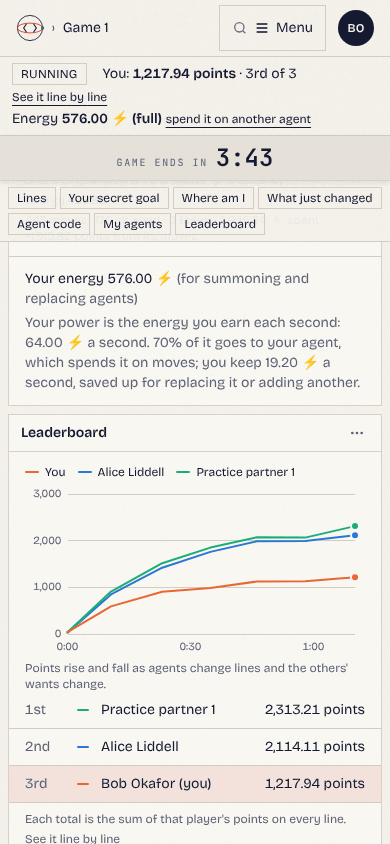 › Game 1
Menu
BO
RUNNING You: 1,217.94 points · 3rd of 3
See it line by line
Energy 576.00 ⚡ (full) spend it on another agent
GAME ENDS IN 3:43
Lines Your secret goal Where am I What just changed
Agent code My agents Leaderboard
Your energy 576.00 ⚡ (for summoning and
replacing agents)
Your power is the energy you earn each second:
64.00 ⚡ a second. 70% of it goes to your agent,
which spends it on moves; you keep 19.20 ⚡ a
second, saved up for replacing it or adding another.
Leaderboard ···
You Alice Liddell Practice partner 1
3,000
2,000
1,000
0
0:00 0:30 1:00
Points rise and fall as agents change lines and the others'
wants change.
1st Practice partner 1 2,313.21 points
2nd Alice Liddell 2,114.11 points
3rd Bob Okafor (you) 1,217.94 points
Each total is the sum of that player's points on every line.
See it line by line